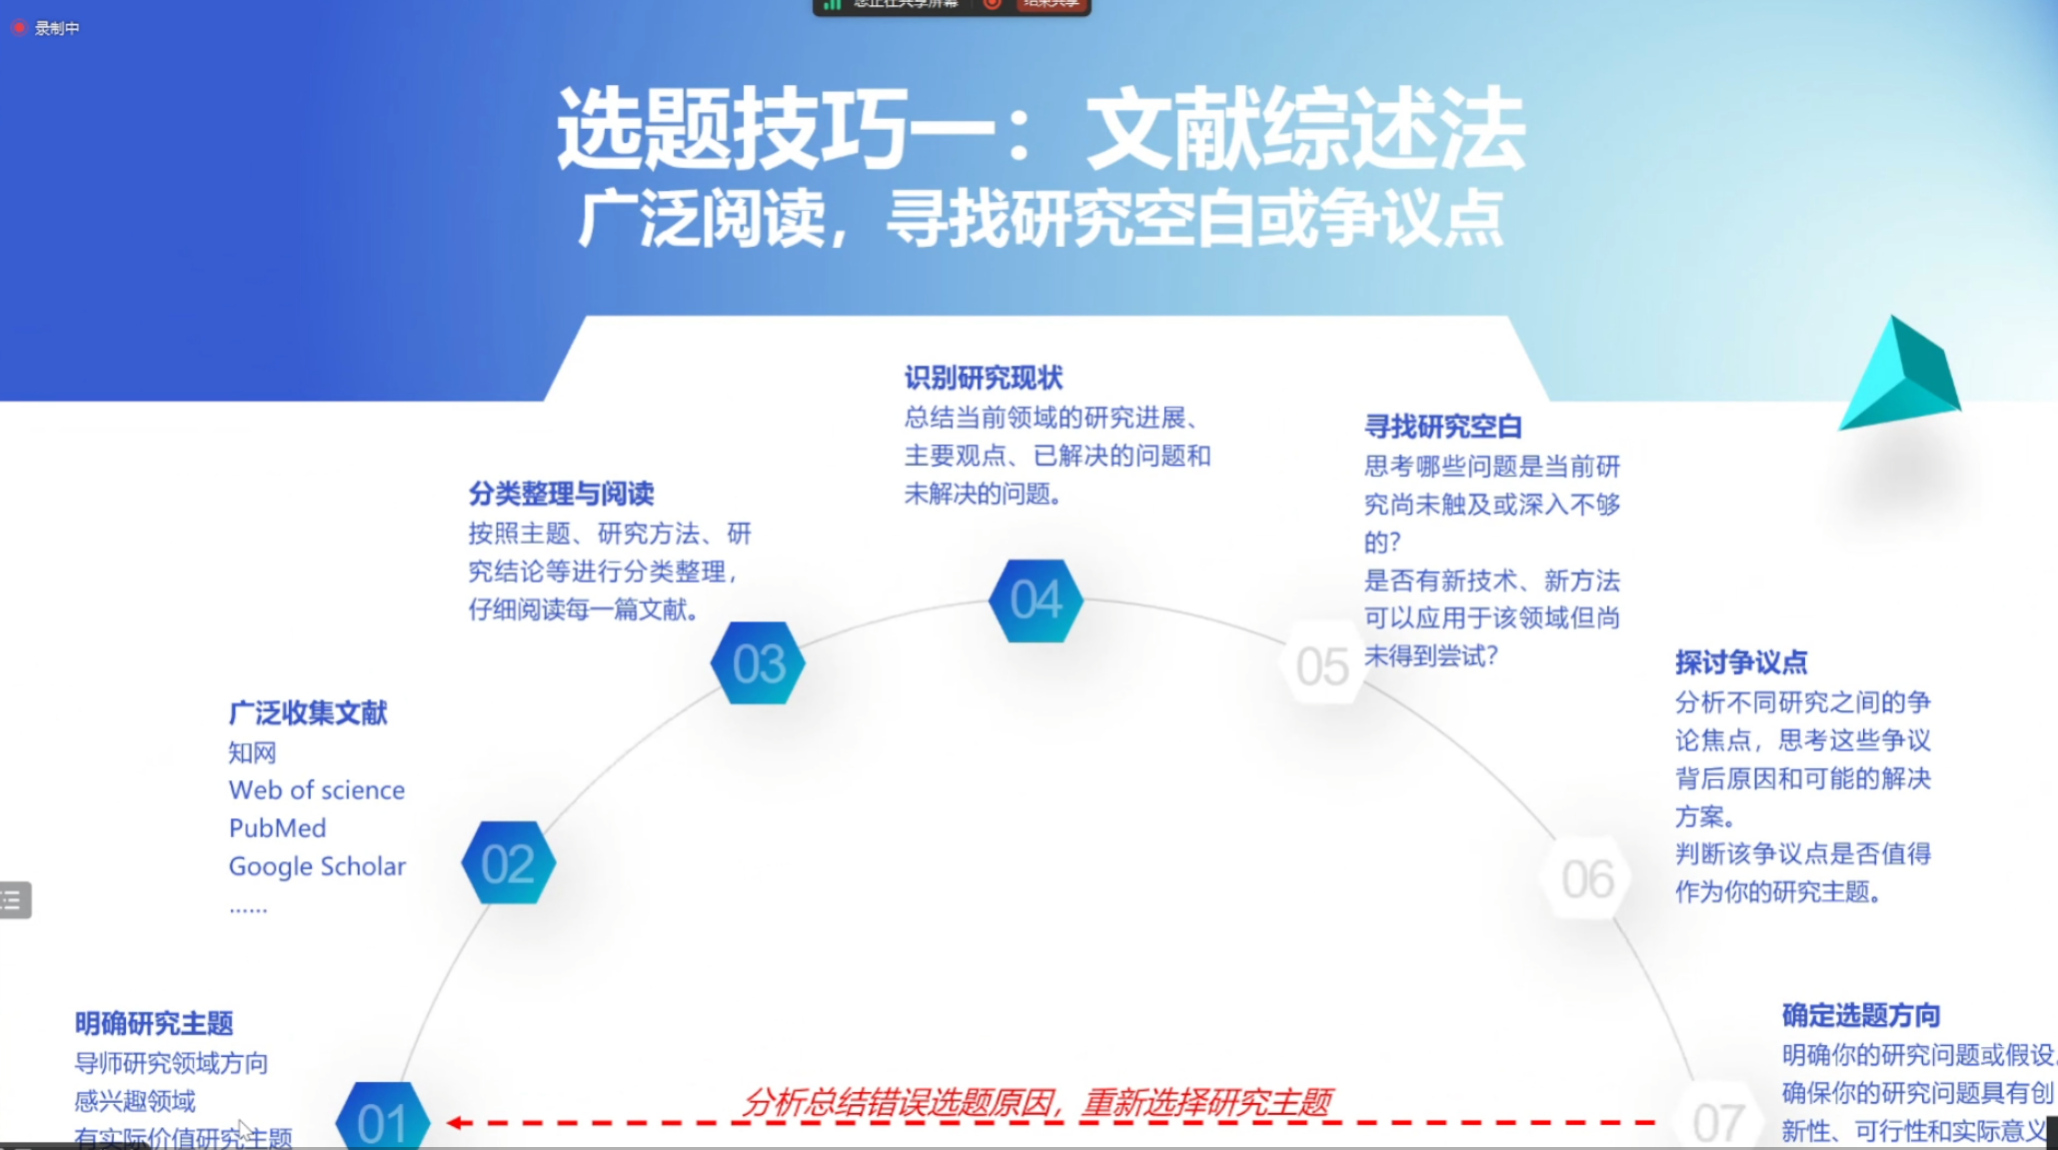 您正在共享屏幕
结束共享
录制中
选题技巧一：文献综述法
广泛阅读，寻找研究空白或争议点
明确研究主题
导师研究领域方向
感兴趣领域
有实际价值研究主题
01
广泛收集文献
知网
Web of science
PubMed
Google Scholar
……
02
分类整理与阅读
按照主题、研究方法、研
究结论等进行分类整理，
仔细阅读每一篇文献。
03
识别研究现状
总结当前领域的研究进展、
主要观点、已解决的问题和
未解决的问题。
04
寻找研究空白
思考哪些问题是当前研
究尚未触及或深入不够
的？
是否有新技术、新方法
可以应用于该领域但尚
未得到尝试？
05
探讨争议点
分析不同研究之间的争
论焦点，思考这些争议
背后原因和可能的解决
方案。
判断该争议点是否值得
作为你的研究主题。
06
确定选题方向
明确你的研究问题或假设
确保你的研究问题具有创
新性、可行性和实际意义
07
分析总结错误选题原因，重新选择研究主题